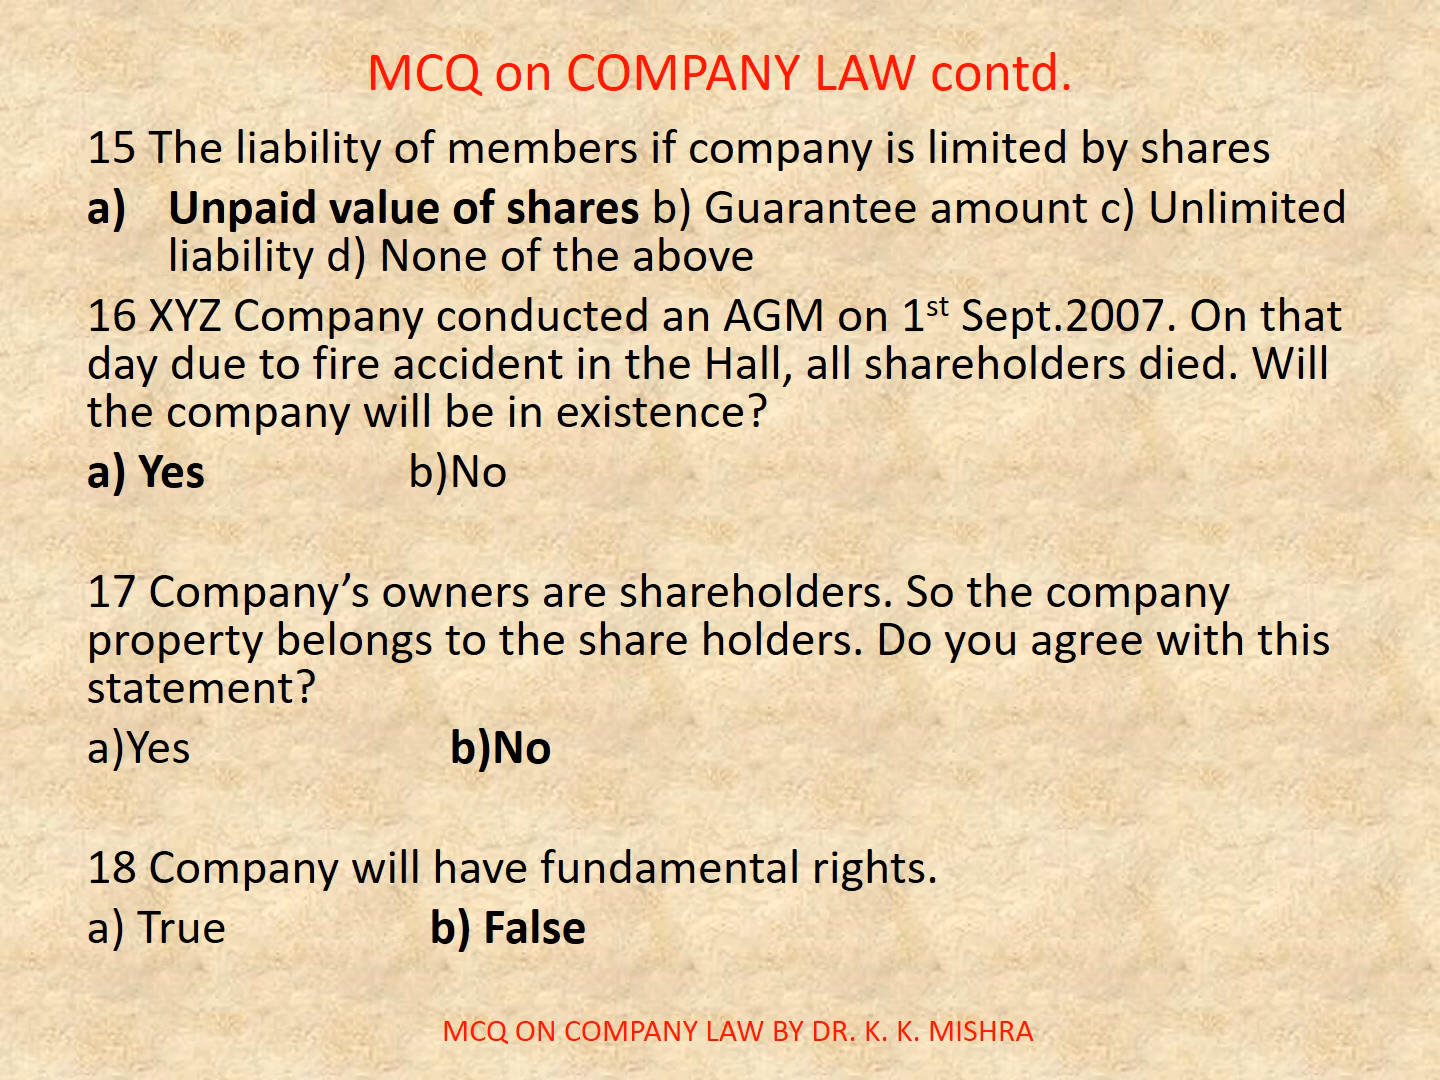 MCQ on COMPANY LAW contd.
15 The liability of members if company is limited by shares
a) Unpaid value of shares b) Guarantee amount c) Unlimited
liability d) None of the above
16 XYZ Company conducted an AGM on 1st Sept.2007. On that
day due to fire accident in the Hall, all shareholders died. Will
the company will be in existence?
a) Yes b)No
17 Company’s owners are shareholders. So the company
property belongs to the share holders. Do you agree with this
statement?
a)Yes b)No
18 Company will have fundamental rights.
a) True b) False
MCQ ON COMPANY LAW BY DR. K. K. MISHRA